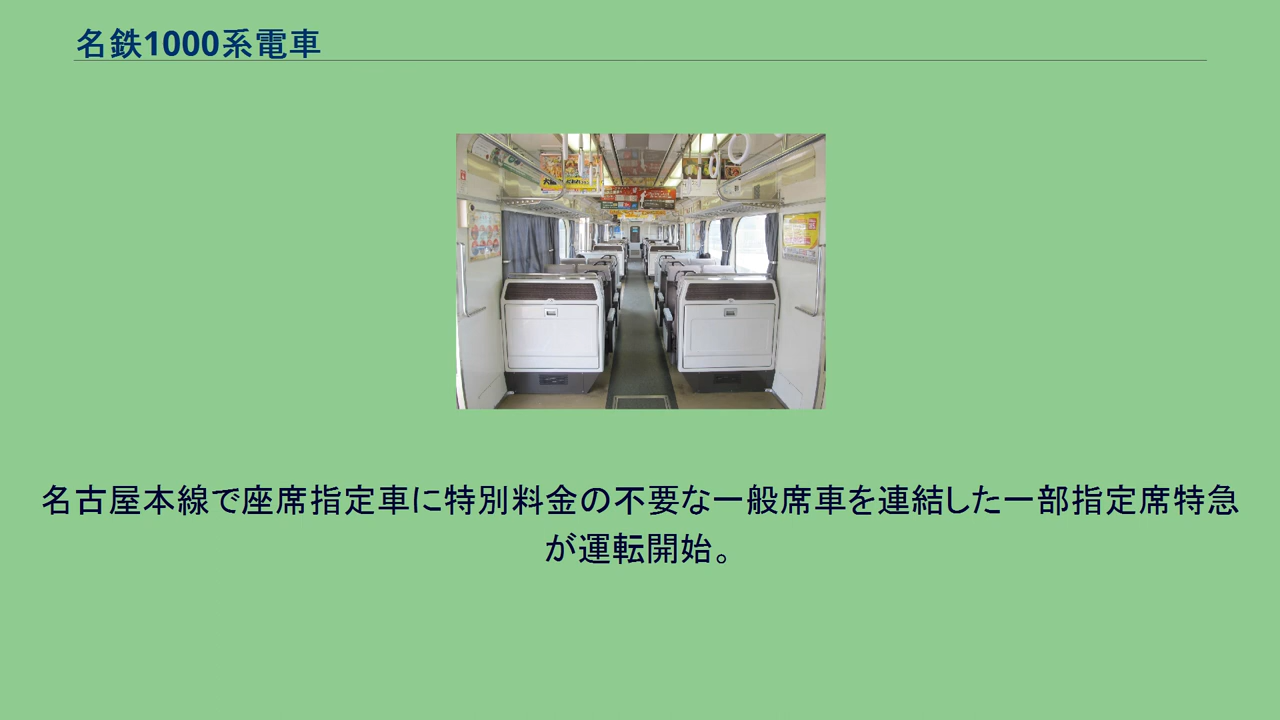 名鉄1000系電車
名古屋本線で座席指定車に特別料金の不要な一般席車を連結した一部指定席特急
が運転開始。